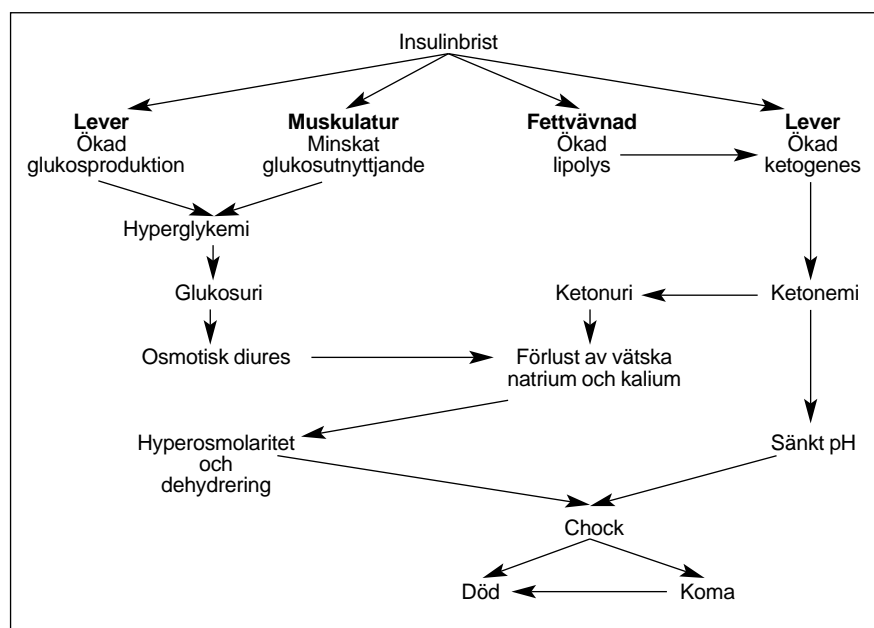 Insulinbrist
Lever
Ökad
glukosproduktion
Muskulatur
Minskat
glukosutnyttjande
Fettvävnad
Ökad
lipolys
Lever
Ökad
ketogenes
Hyperglykemi
Glukosuri
Ketonuri
Ketonemi
Osmotisk diures
Förlust av vätska
natrium och kalium
Hyperosmolaritet
och
dehydrering
Sänkt pH
Chock
Död
Koma